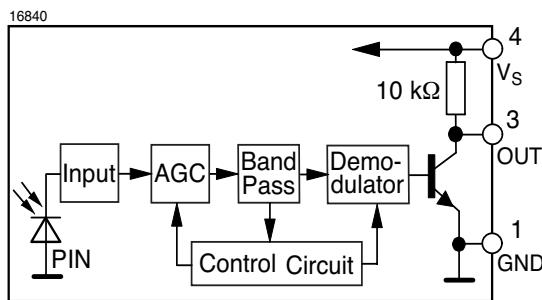 16840
4
VS
10 kΩ
3
OUT
Input
AGC
Band
Pass
Demo-
dulator
PIN
Control Circuit
1
GND